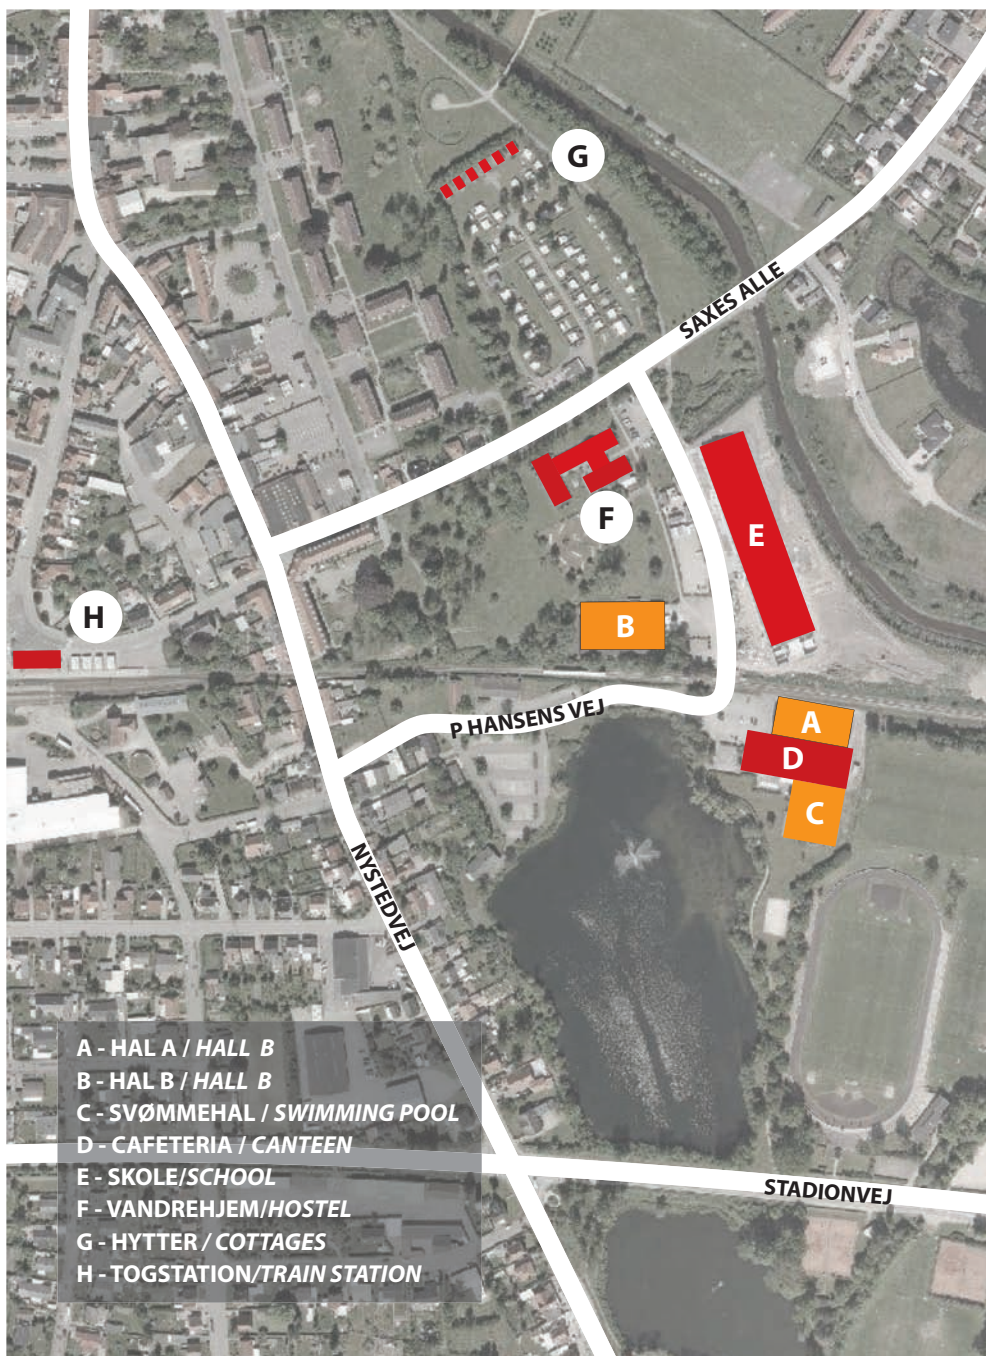 G
SAXES ALLE
F
E
H
B
P HANSENS VEJ
A
D
C
NYSTEDVEJ
A - HAL A / HALL B
B - HAL B / HALL B
C - SVØMMEHAL / SWIMMING POOL
D - CAFETERIA / CANTEEN
E - SKOLE/SCHOOL
F - VANDREHJEM/HOSTEL
G - HYTTER / COTTAGES
H - TOGSTATION/TRAIN STATION
STADIONVEJ